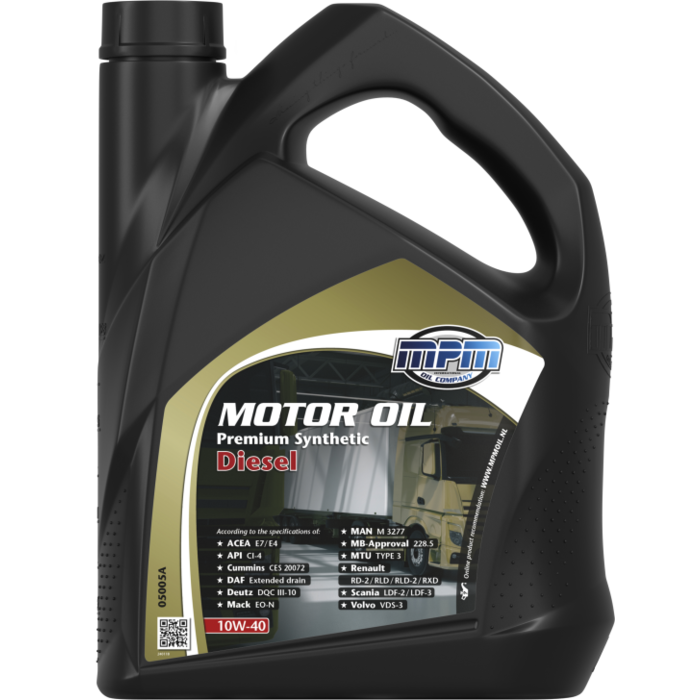 MPM
INTERNATIONAL
OIL COMPANY
MOTOR OIL
Premium Synthetic
Diesel
According to the specifications of:
★ ACEA E7/E4
★ API CI-4
★ Cummins CES 20072
★ DAF Extended drain
★ Deutz DQC III-10
★ Mack EO-N
★ MAN M 3277
★ MB-Approval 228.5
★ MTU TYPE 3
★ Renault
RD-2/ RLD / RLD-2/ RXD
★ Scania LDF-2/ LDF-3
★ Volvo VDS-3
10W-40
05005A
Online product recommendation: WWW.MPMOIL.NL